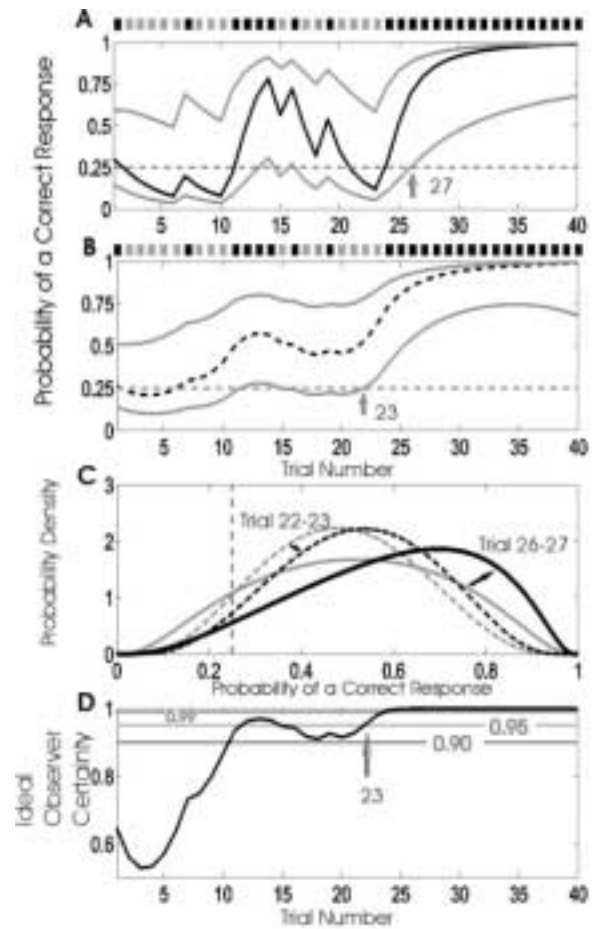 A
1
0.75
0.5
0.25
0
5 10 15 20 25 30 35 40
27
Probability of a Correct Response
B
1
0.75
0.5
0.25
0
5 10 15 20 25 30 35 40
23
Trial Number
C
3
2
1
0
Probability Density
Trial 22-23
Trial 26-27
0 0.2 0.4 0.6 0.8 1
Probability of a Correct Response
D
1
0.8
0.6
Ideal
Observer
Certainty
0.99
0.95
0.90
23
5 10 15 20 25 30 35 40
Trial Number